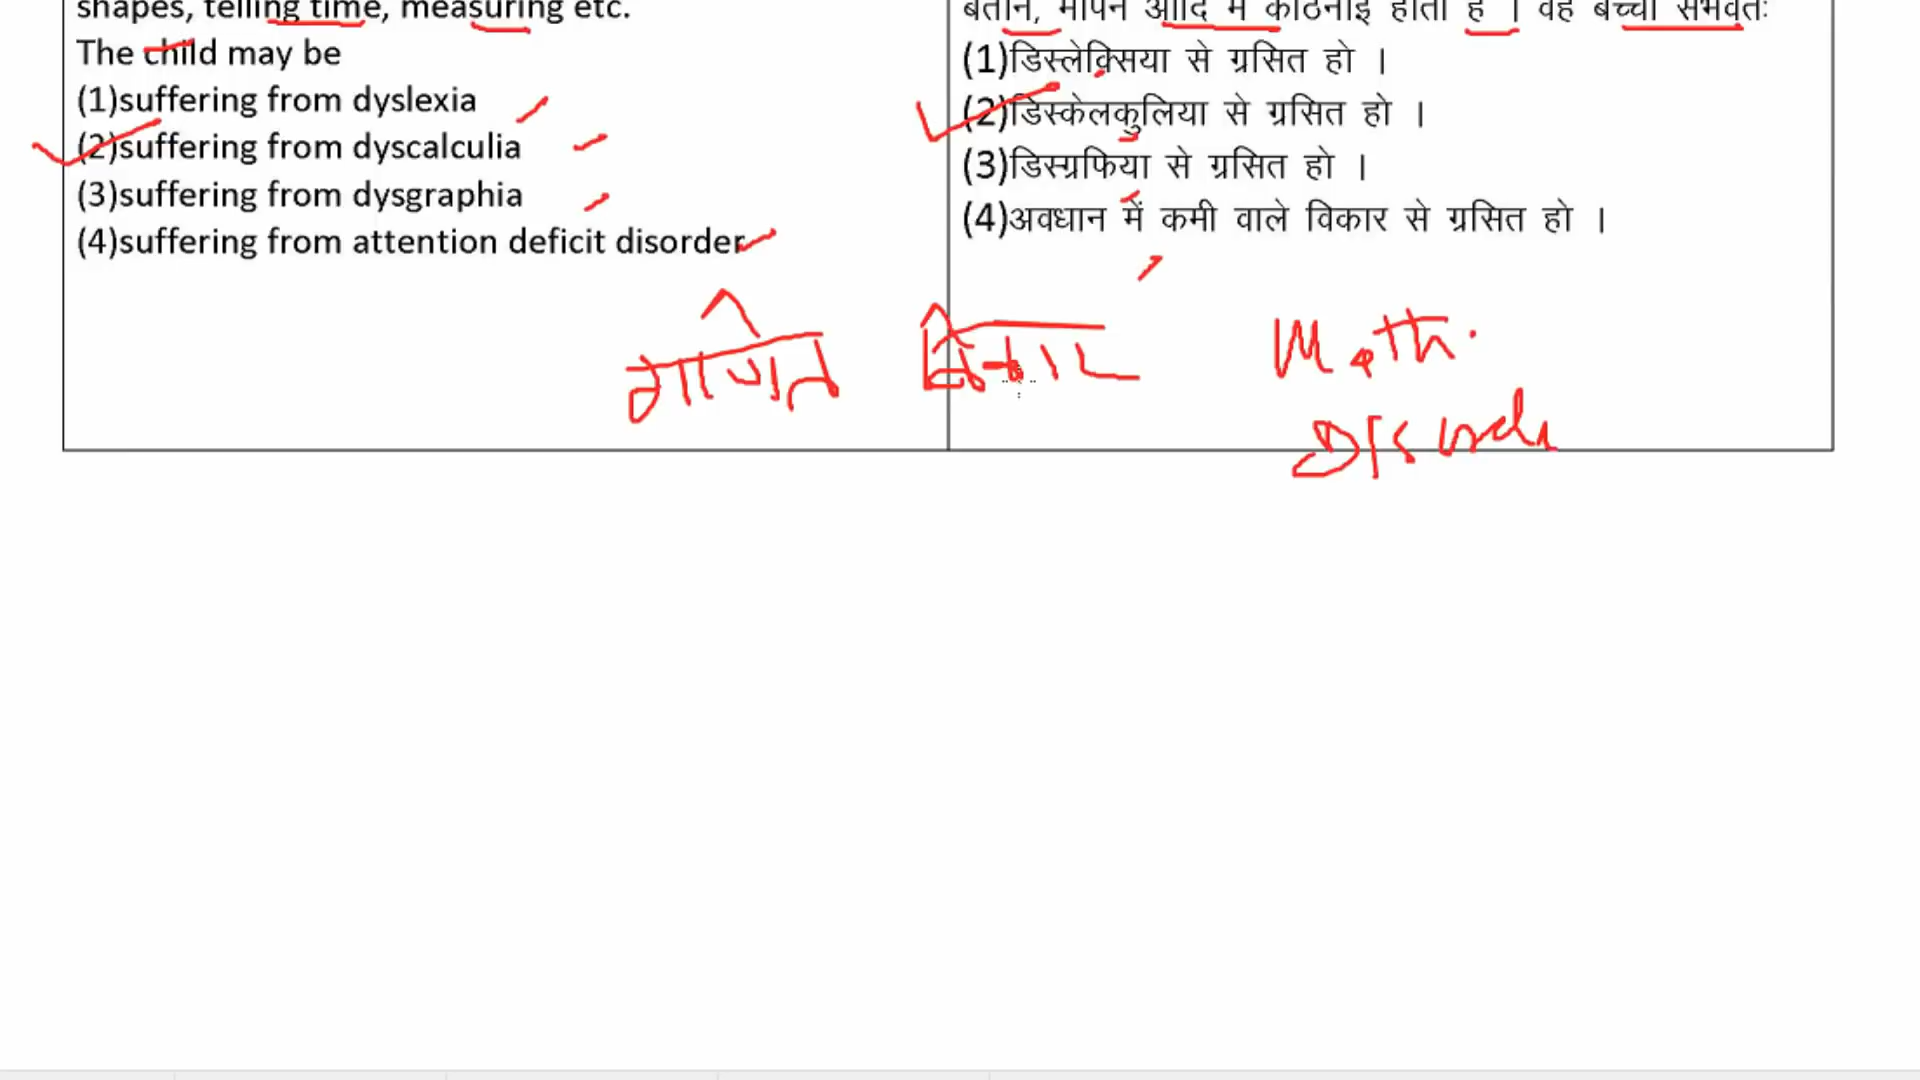 shapes, telling time, measuring etc.
The child may be
(1)suffering from dyslexia
(2)suffering from dyscalculia
(3)suffering from dysgraphia
(4)suffering from attention deficit disorder
बताने, मापने आदि में कठिनाई होती है । वह बच्चा संभवतः
(1)डिस्लेक्सिया से ग्रसित हो ।
(2)डिस्केलकुलिया से ग्रसित हो ।
(3)डिस्ग्रफिया से ग्रसित हो ।
(4)अवधान में कमी वाले विकार से ग्रसित हो ।
गणित विकार
Math.